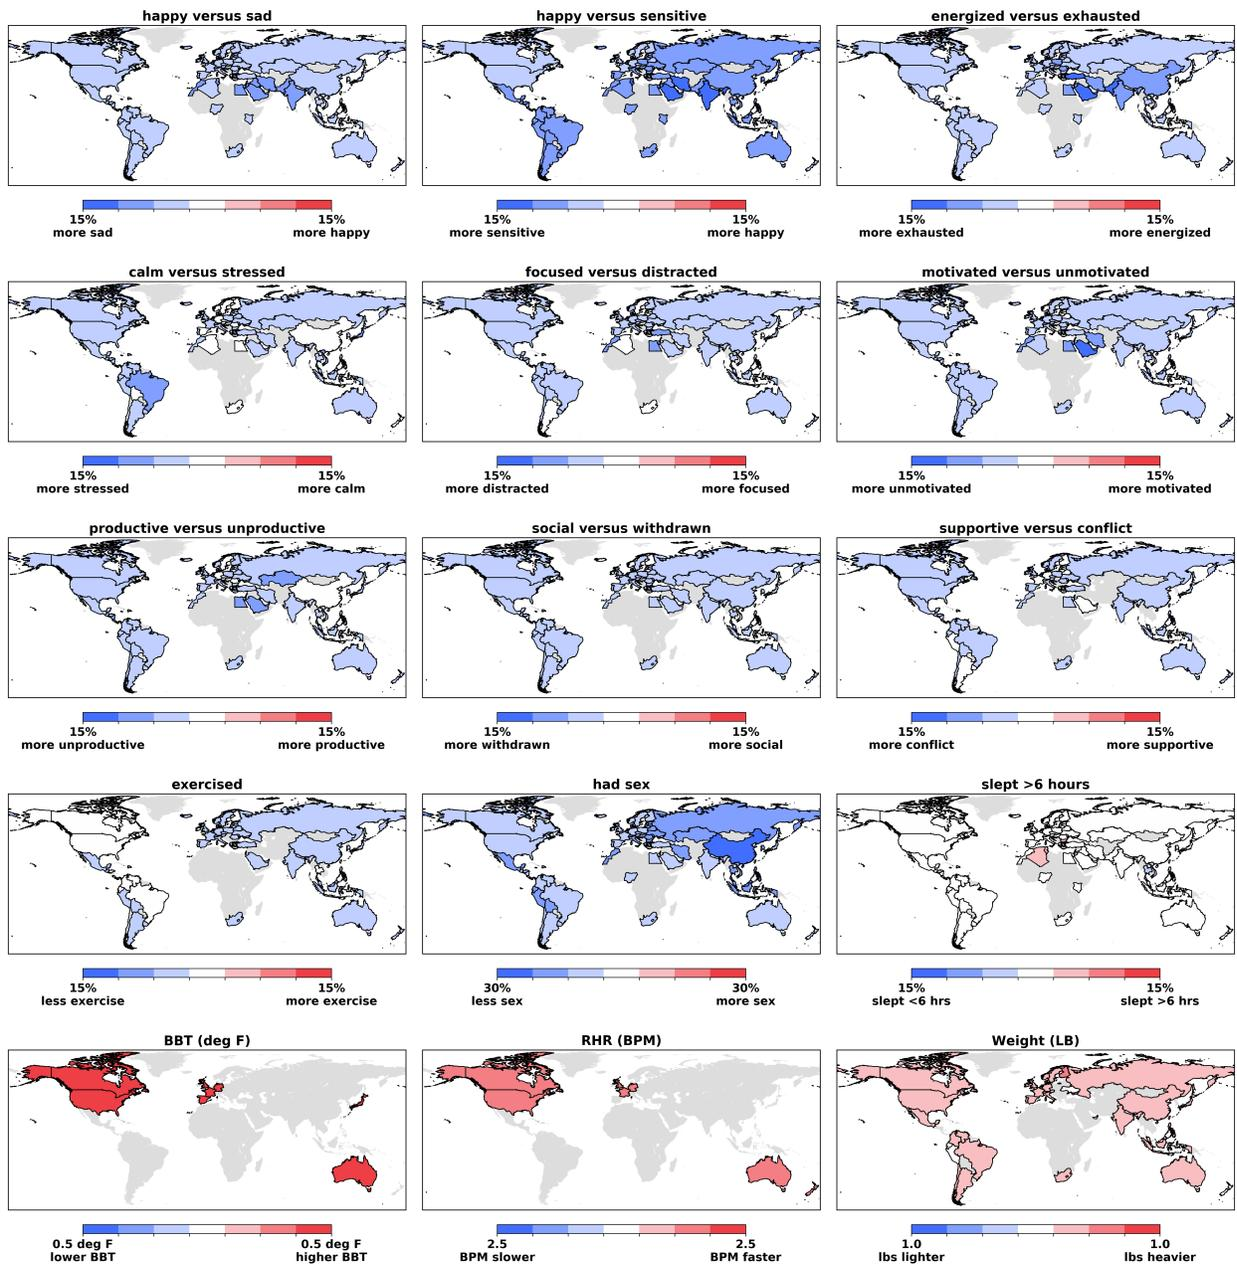 happy versus sad
happy versus sensitive
energized versus exhausted
15%
more sad
15%
more happy
15%
more sensitive
15%
more happy
15%
more exhausted
15%
more energized
calm versus stressed
focused versus distracted
motivated versus unmotivated
15%
more stressed
15%
more calm
15%
more distracted
15%
more focused
15%
more unmotivated
15%
more motivated
productive versus unproductive
social versus withdrawn
supportive versus conflict
15%
more unproductive
15%
more productive
15%
more withdrawn
15%
more social
15%
more conflict
15%
more supportive
exercised
had sex
slept >6 hours
15%
less exercise
15%
more exercise
30%
less sex
30%
more sex
15%
slept <6 hrs
15%
slept >6 hrs
BBT (deg F)
RHR (BPM)
Weight (LB)
0.5 deg F
lower BBT
0.5 deg F
higher BBT
2.5
BPM slower
2.5
BPM faster
1.0
lbs lighter
1.0
lbs heavier